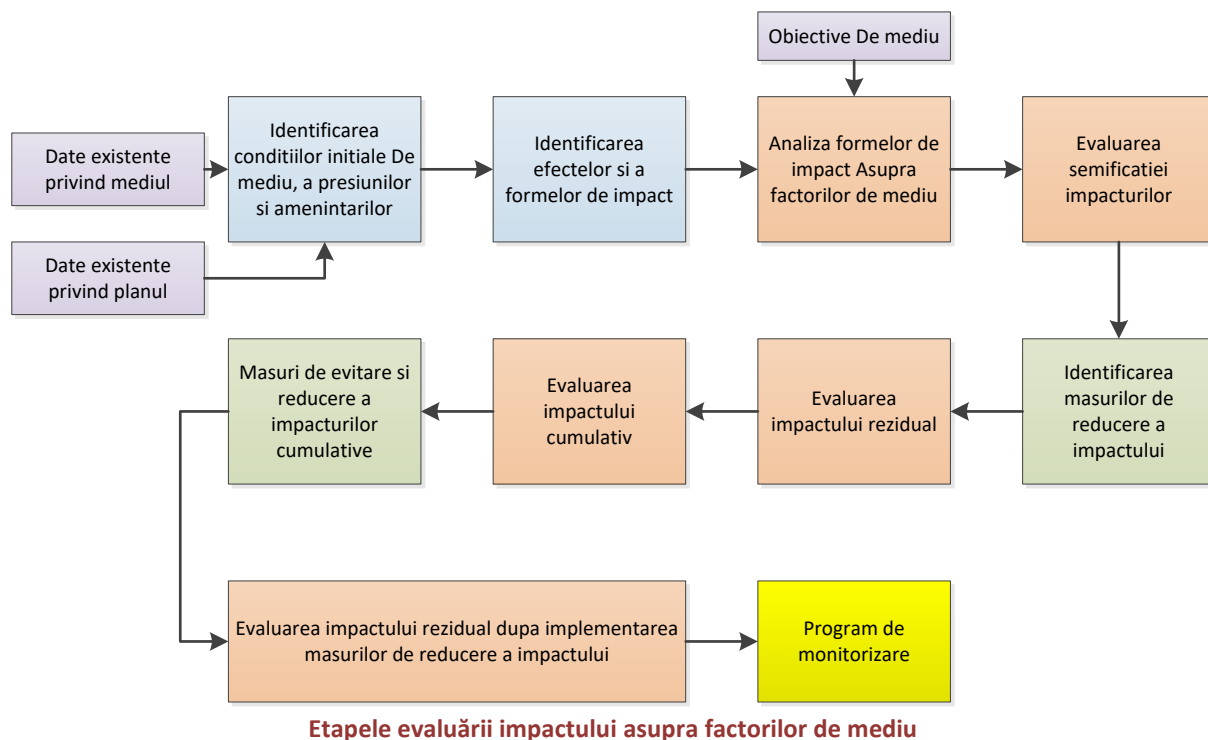 Obiective De mediu
Date existente
privind mediul
Identificarea
conditiilor initiale De
mediu, a presiunilor
si amenintarilor
Identificarea
efectelor si a
formelor de impact
Analiza formelor de
impact Asupra
factorilor de mediu
Evaluarea
semificatiei
impacturilor
Date existente
privind planul
Masuri de evitare si
reducere a
impacturilor
cumulative
Evaluarea
impactului
cumulativ
Evaluarea
impactului rezidual
Identificarea
masurilor de
reducere a
impactului
Evaluarea impactului rezidual dupa implementarea
masurilor de reducere a impactului
Program de
monitorizare
Etapele evaluării impactului asupra factorilor de mediu